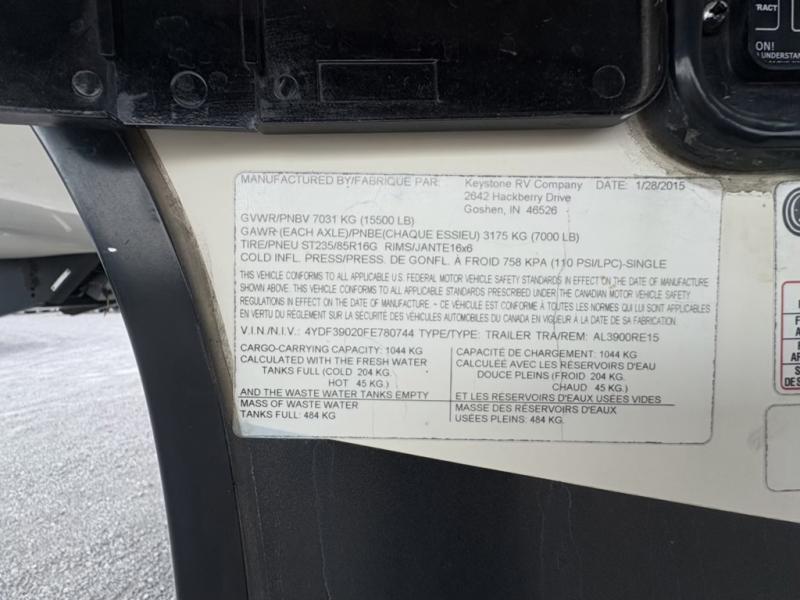 TRACT
ON!
UNDERSTAN
MANUFACTURED BY/FABRIQUE PAR: Keystone RV Company DATE: 1/28/2015
2642 Hackberry Drive
Goshen, IN 46526
GVWR/PNBV 7031 KG (15500 LB)
GAWR (EACH AXLE)/PNBE(CHAQUE ESSIEU) 3175 KG (7000 LB)
TIRE/PNEU ST235/85R16G RIMS/JANTE16x6
COLD INFL. PRESS/PRESS. DE GONFL. Â FROID 758 KPA (110 PSI/LPC)-SINGLE
THIS VEHICLE CONFORMS TO ALL APPLICABLE U.S. FEDERAL MOTOR VEHICLE SAFETY STANDARDS IN EFFECT ON THE DATE OF MANUFACTURE
SHOWN ABOVE. THIS VEHICLE CONFORMS TO ALL APPLICABLE STANDARDS PRESCRIBED UNDER THE CANADIAN MOTOR VEHICLE SAFETY
REGULATIONS IN EFFECT ON THE DATE OF MANUFACTURE. - CE VÉHICULE EST CONFORME À TOUTES LES NORMES QUI LUI SONT APPLICABLES
EN VERTU DU RÈGLEMENT SUR LA SÉCURITÉ DES VÉHICULES AUTOMOBILES DU CANADA EN VIGUEUR À LA DATE DE SA FABRICATION.
V.I.N./N.I.V.: 4YDF39020FE780744 TYPE/TYPE: TRAILER TRA/REM: AL3900RE15
CARGO-CARRYING CAPACITY: 1044 KG
CALCULATED WITH THE FRESH WATER
TANKS FULL (COLD 204 KG.
HOT 45 KG.)
AND THE WASTE WATER TANKS EMPTY
MASS OF WASTE WATER
TANKS FULL: 484 KG
CAPACITÉ DE CHARGEMENT: 1044 KG
CALCULÉE AVEC LES RÉSERVOIRS D'EAU
DOUCE PLEINS (FROID 204 KG.
CHAUD 45 KG.)
ET LES RÉSERVOIRS D'EAUX USÉES VIDES
MASSE DES RÉSERVOIRS D'EAUX
USÉES PLEINS: 484 KG